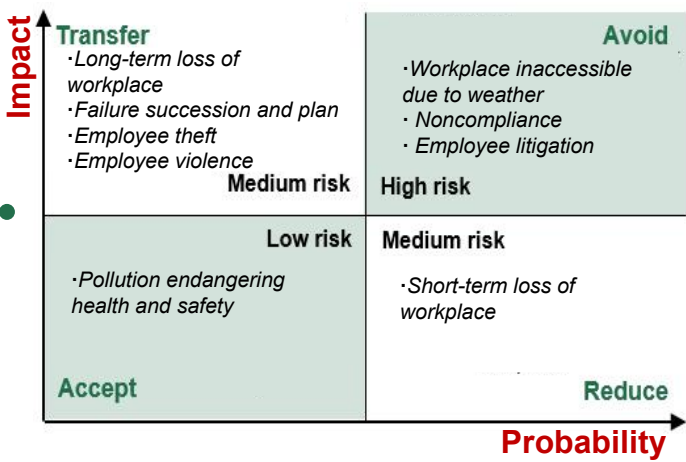 Impact
Transfer
·Long-term loss of
workplace
·Failure succession and plan
·Employee theft
·Employee violence
Medium risk
Avoid
·Workplace inaccessible
due to weather
· Noncompliance
· Employee litigation
High risk
Low risk
·Pollution endangering
health and safety
Accept
Medium risk
·Short-term loss of
workplace
Reduce
Probability